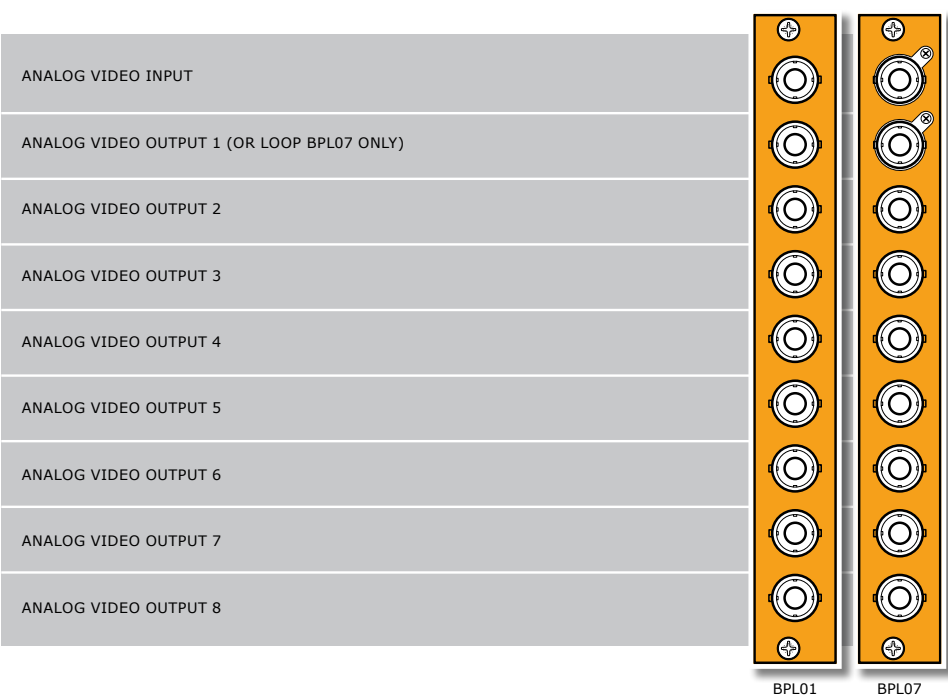 ANALOG VIDEO INPUT
ANALOG VIDEO OUTPUT 1 (OR LOOP BPL07 ONLY)
ANALOG VIDEO OUTPUT 2
ANALOG VIDEO OUTPUT 3
ANALOG VIDEO OUTPUT 4
ANALOG VIDEO OUTPUT 5
ANALOG VIDEO OUTPUT 6
ANALOG VIDEO OUTPUT 7
ANALOG VIDEO OUTPUT 8
BPL01 BPL07